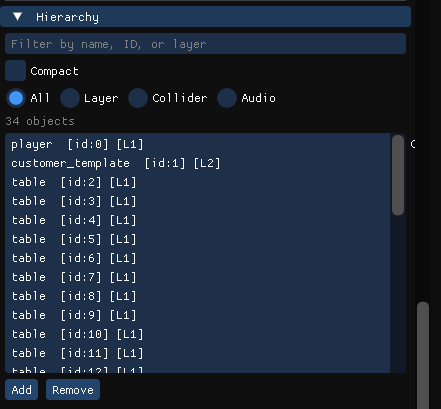 ▼ Hierarchy
Filter by name, ID, or layer
Compact
All Layer Collider Audio
34 objects
player [id:0] [L1]
customer_template [id:1] [L2]
table [id:2] [L1]
table [id:3] [L1]
table [id:4] [L1]
table [id:5] [L1]
table [id:6] [L1]
table [id:7] [L1]
table [id:8] [L1]
table [id:9] [L1]
table [id:10] [L1]
table [id:11] [L1]
table [id:12] [L1]
Add Remove